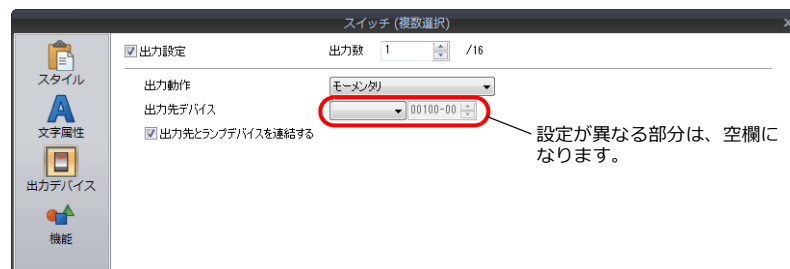 スイッチ (複数選択)
スタイル
文字属性
出力デバイス
機能
出力設定 出力数 1 /16
出力動作 モーメンタリ
出力先デバイス 00100-00
出力先とランプデバイスを連結する
設定が異なる部分は、空欄に
なります。